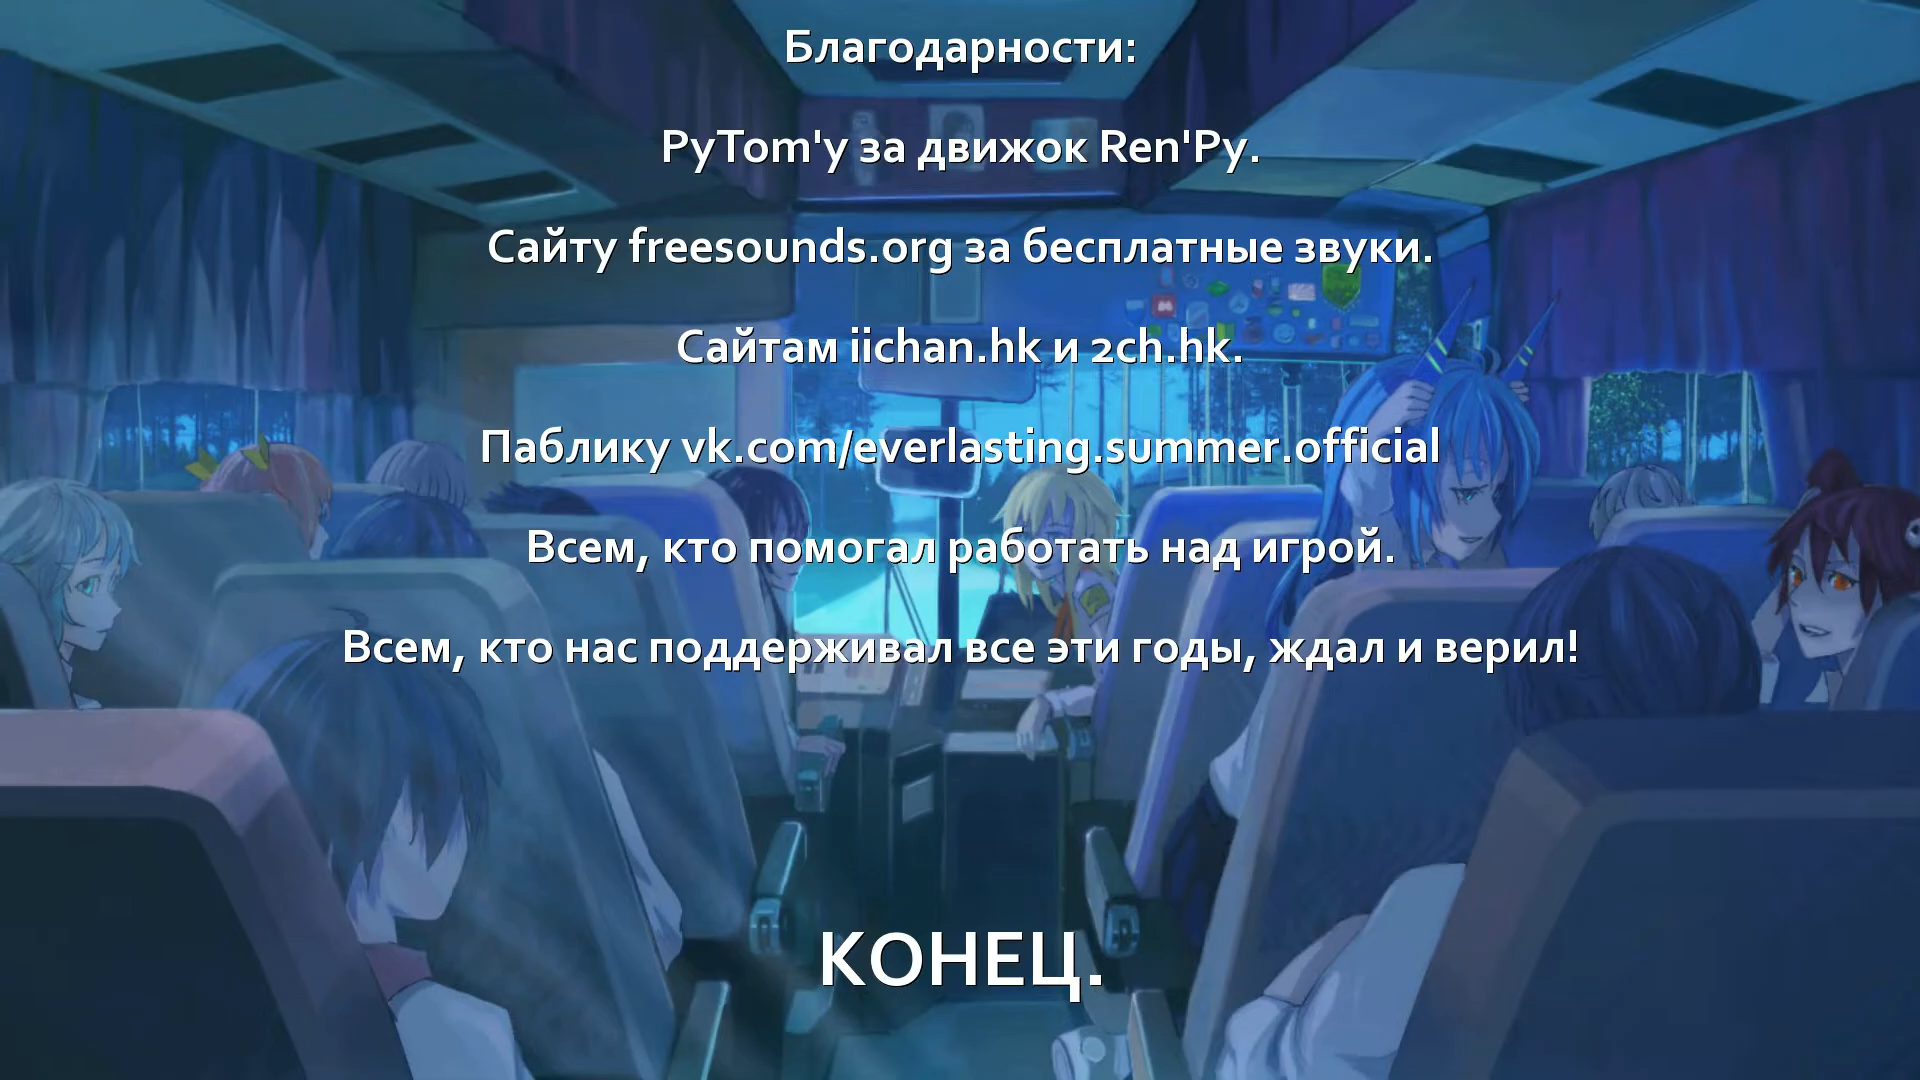 Благодарности:
PyTom'у за движок Ren'Py.
Сайту freesounds.org за бесплатные звуки.
Сайтам iichan.hk и 2ch.hk.
Паблику vk.com/everlasting.summer.official
Всем, кто помогал работать над игрой.
Всем, кто нас поддерживал все эти годы, ждал и верил!
КОНЕЦ.